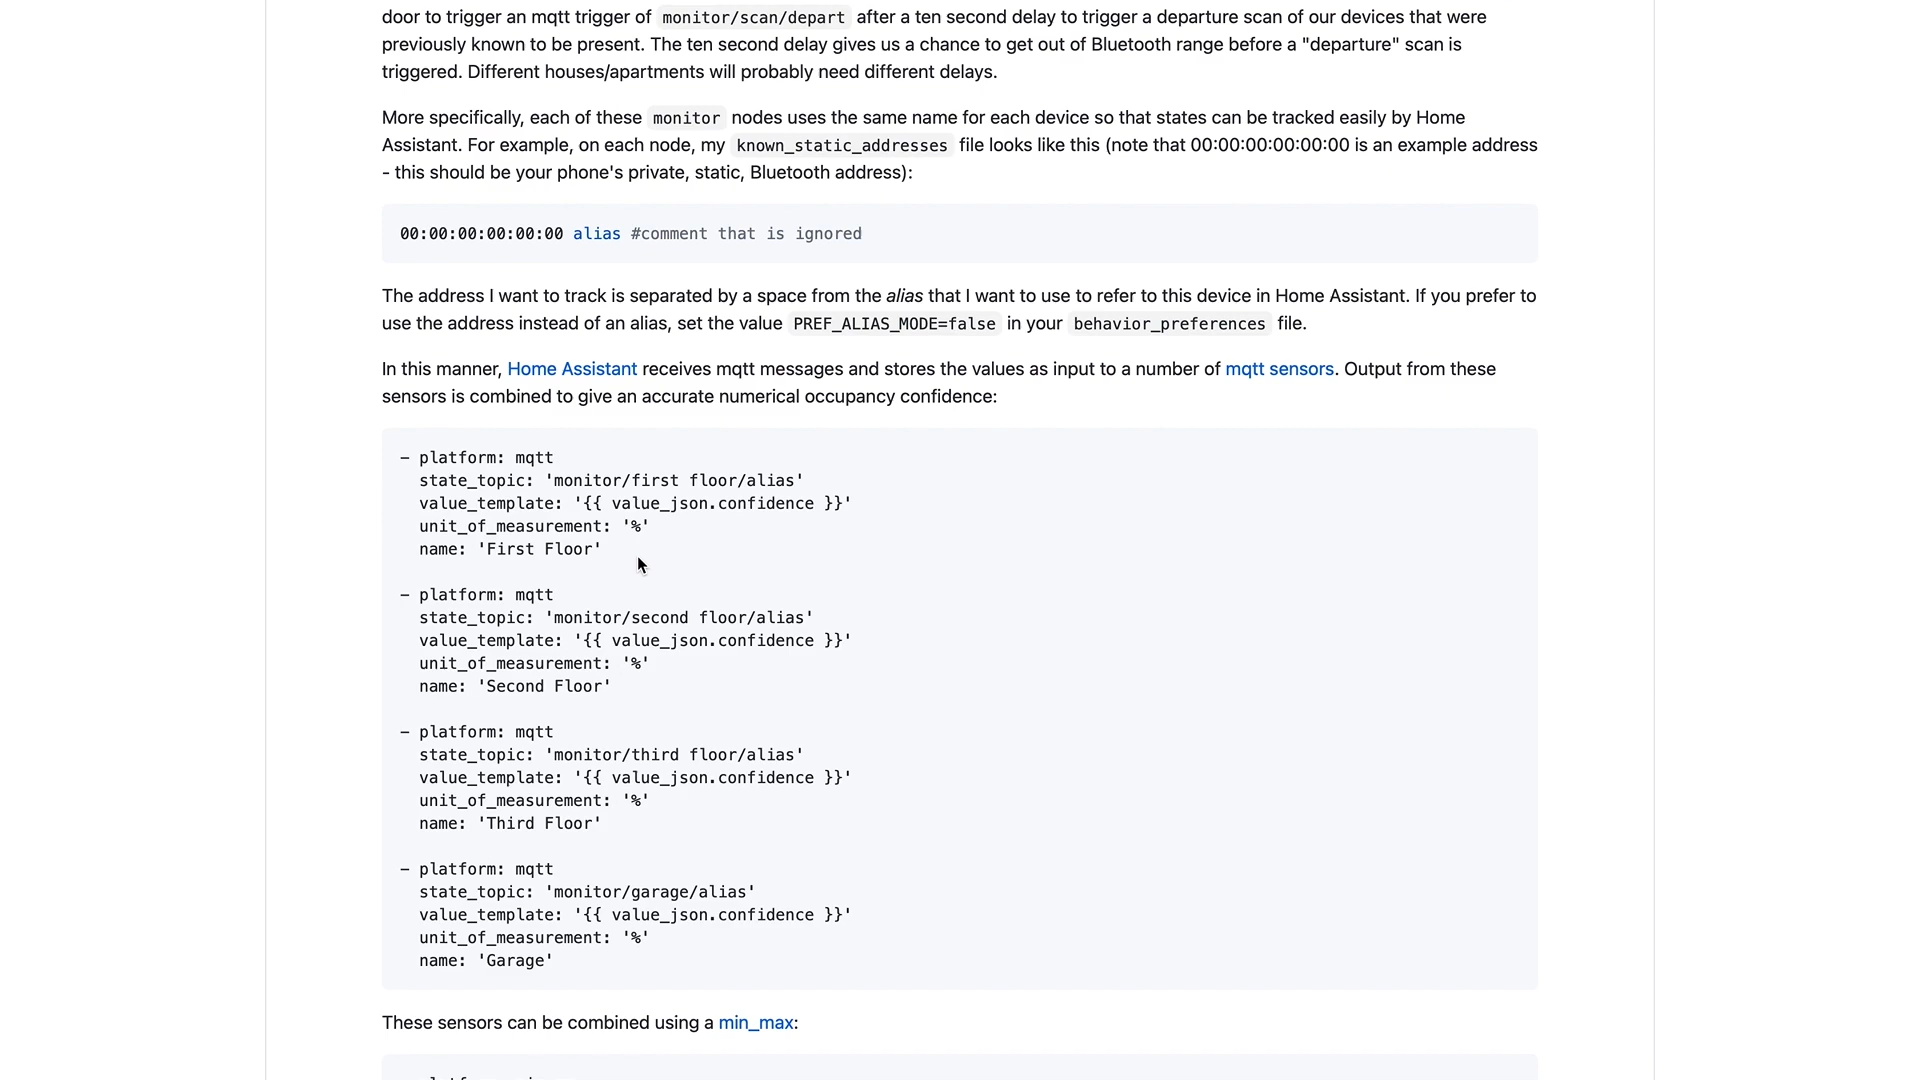 door to trigger an mqtt trigger of monitor/scan/depart after a ten second delay to trigger a departure scan of our devices that were
previously known to be present. The ten second delay gives us a chance to get out of Bluetooth range before a "departure" scan is
triggered. Different houses/apartments will probably need different delays.
More specifically, each of these monitor nodes uses the same name for each device so that states can be tracked easily by Home
Assistant. For example, on each node, my known_static_addresses file looks like this (note that 00:00:00:00:00:00 is an example address
- this should be your phone's private, static, Bluetooth address):
00:00:00:00:00:00 alias #comment that is ignored
The address I want to track is separated by a space from the alias that I want to use to refer to this device in Home Assistant. If you prefer to
use the address instead of an alias, set the value PREF_ALIAS_MODE=false in your behavior_preferences file.
In this manner, Home Assistant receives mqtt messages and stores the values as input to a number of mqtt sensors. Output from these
sensors is combined to give an accurate numerical occupancy confidence:
- platform: mqtt
  state_topic: 'monitor/first floor/alias'
  value_template: '{{ value_json.confidence }}'
  unit_of_measurement: '%'
  name: 'First Floor'
- platform: mqtt
  state_topic: 'monitor/second floor/alias'
  value_template: '{{ value_json.confidence }}'
  unit_of_measurement: '%'
  name: 'Second Floor'
- platform: mqtt
  state_topic: 'monitor/third floor/alias'
  value_template: '{{ value_json.confidence }}'
  unit_of_measurement: '%'
  name: 'Third Floor'
- platform: mqtt
  state_topic: 'monitor/garage/alias'
  value_template: '{{ value_json.confidence }}'
  unit_of_measurement: '%'
  name: 'Garage'
These sensors can be combined using a min_max: